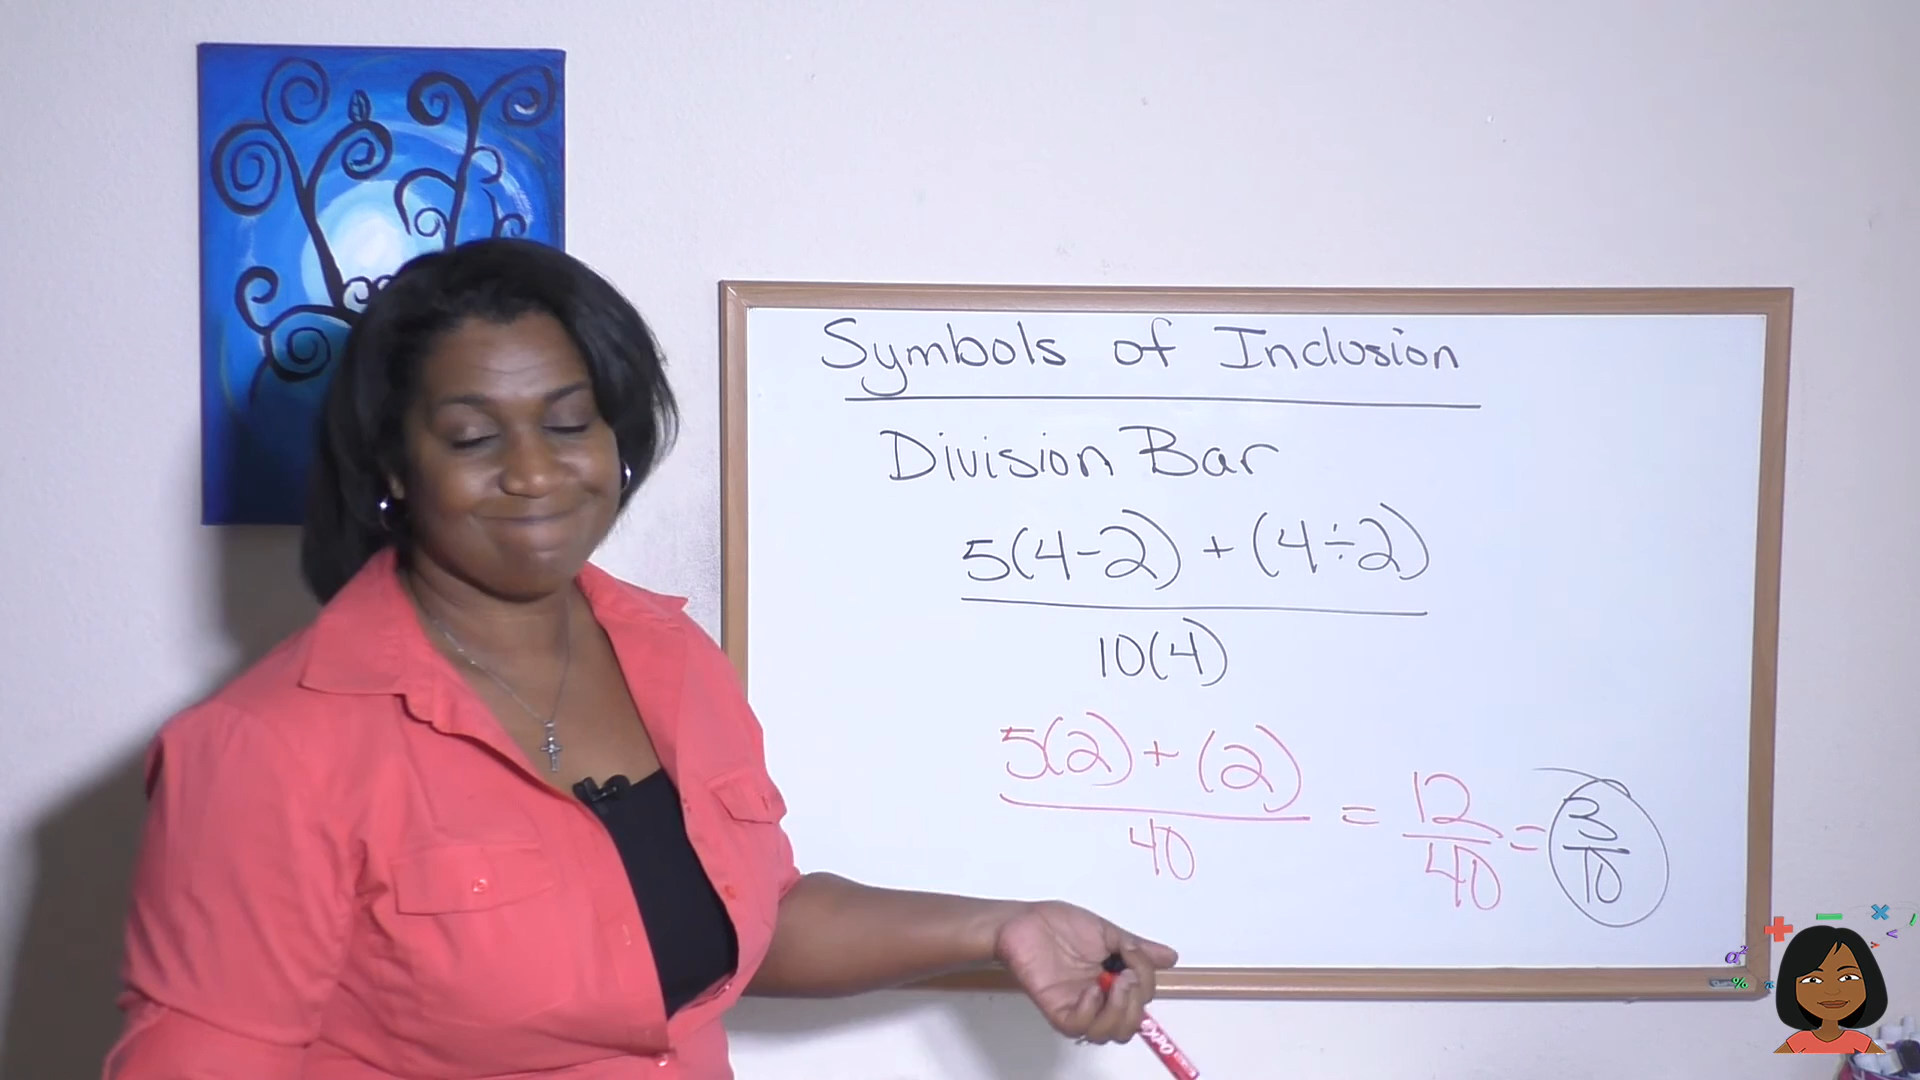 Symbols of Inclusion
Division Bar
5(4-2) + (4÷2)
10(4)
5(2) + (2)
40
= 12
40
= 3
10